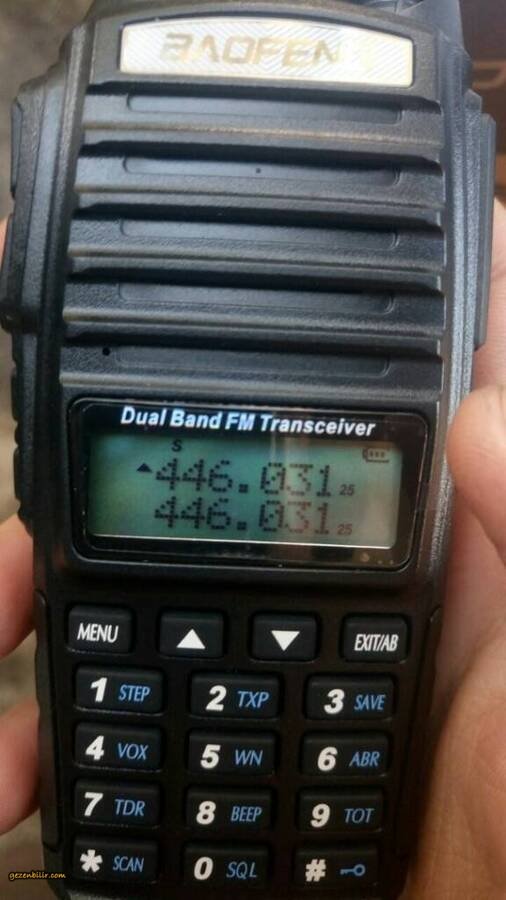 BAOFENG
Dual Band FM Transceiver
S
▲446.031 25
446.031 25
MENU ▲ ▼ EXIT/AB
1 STEP 2 TXP 3 SAVE
4 VOX 5 WN 6 ABR
7 TDR 8 BEEP 9 TOT
* SCAN 0 SQL #
gezenbilir.com